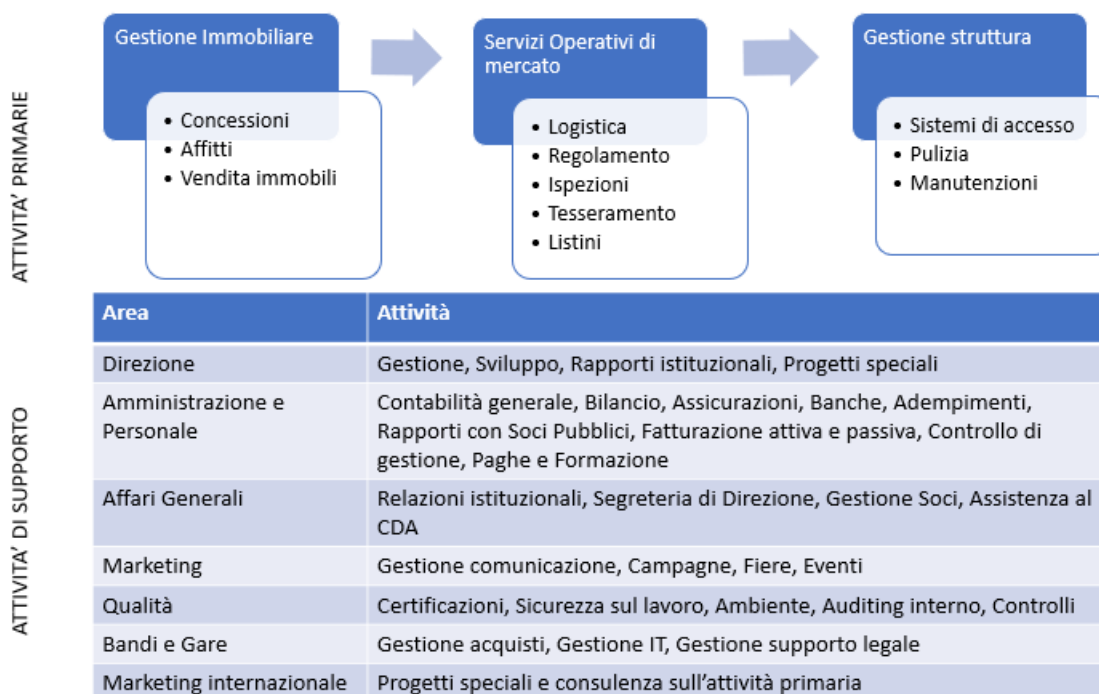 ATTIVITA' PRIMARIE
Gestione Immobiliare
• Concessioni
• Affitti
• Vendita immobili
Servizi Operativi di
mercato
• Logistica
• Regolamento
• Ispezioni
• Tesseramento
• Listini
Gestione struttura
• Sistemi di accesso
• Pulizia
• Manutenzioni
ATTIVITA' DI SUPPORTO
Area Attività
Direzione Gestione, Sviluppo, Rapporti istituzionali, Progetti speciali
Amministrazione e
Personale
Contabilità generale, Bilancio, Assicurazioni, Banche, Adempimenti,
Rapporti con Soci Pubblici, Fatturazione attiva e passiva, Controllo di
gestione, Paghe e Formazione
Affari Generali Relazioni istituzionali, Segreteria di Direzione, Gestione Soci, Assistenza al
CDA
Marketing Gestione comunicazione, Campagne, Fiere, Eventi
Qualità Certificazioni, Sicurezza sul lavoro, Ambiente, Auditing interno, Controlli
Bandi e Gare Gestione acquisti, Gestione IT, Gestione supporto legale
Marketing internazionale Progetti speciali e consulenza sull'attività primaria